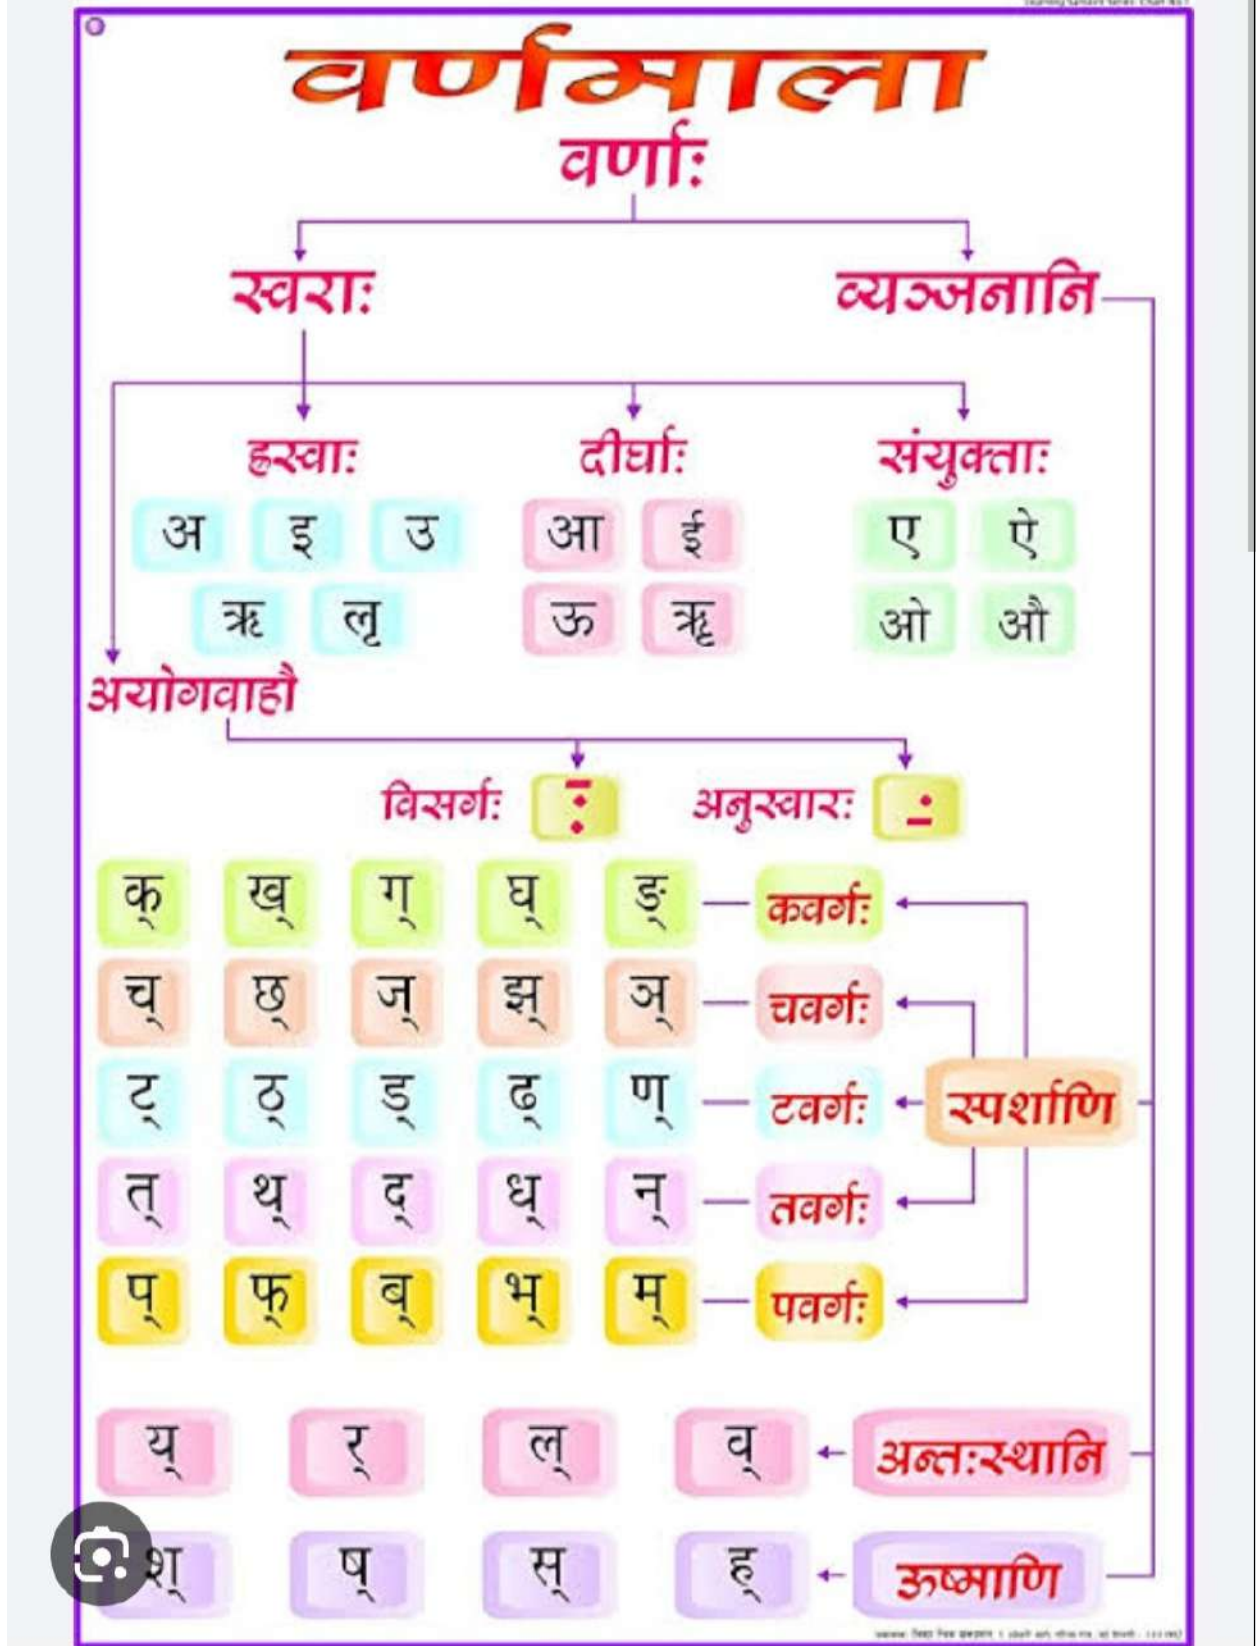 वर्णमाला
वर्णाः
स्वराः व्यञ्जनानि
ह्रस्वाः दीर्घाः संयुक्ताः
अ इ उ आ ई ए ऐ
ऋ लृ ऊ ॠ ओ औ
अयोगवाहौ
विसर्गः अनुस्वारः
क् ख् ग् घ् ङ् कवर्गः
च् छ् ज् झ् ञ् चवर्गः
ट् ठ् ड् ढ् ण् टवर्गः स्पर्शाणि
त् थ् द् ध् न् तवर्गः
प् फ् ब् भ् म् पवर्गः
य् र् ल् व् अन्तःस्थानि
श् ष् स् ह् ऊष्माणि